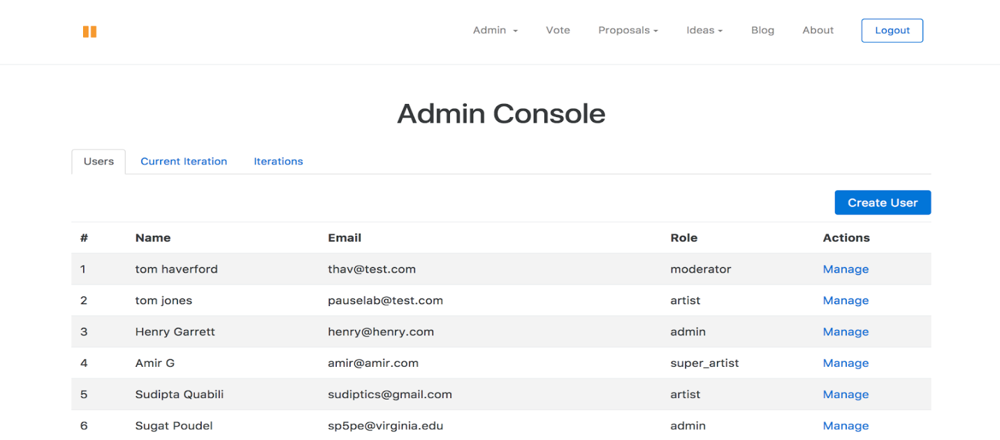 Admin Vote Proposals Ideas Blog About Logout
Admin Console
Users Current Iteration Iterations
Create User
# Name Email Role Actions
1 tom haverford thav@test.com moderator Manage
2 tom jones pauselab@test.com artist Manage
3 Henry Garrett henry@henry.com admin Manage
4 Amir G amir@amir.com super_artist Manage
5 Sudipta Quabili sudiptics@gmail.com artist Manage
6 Sugat Poudel sp5pe@virginia.edu admin Manage